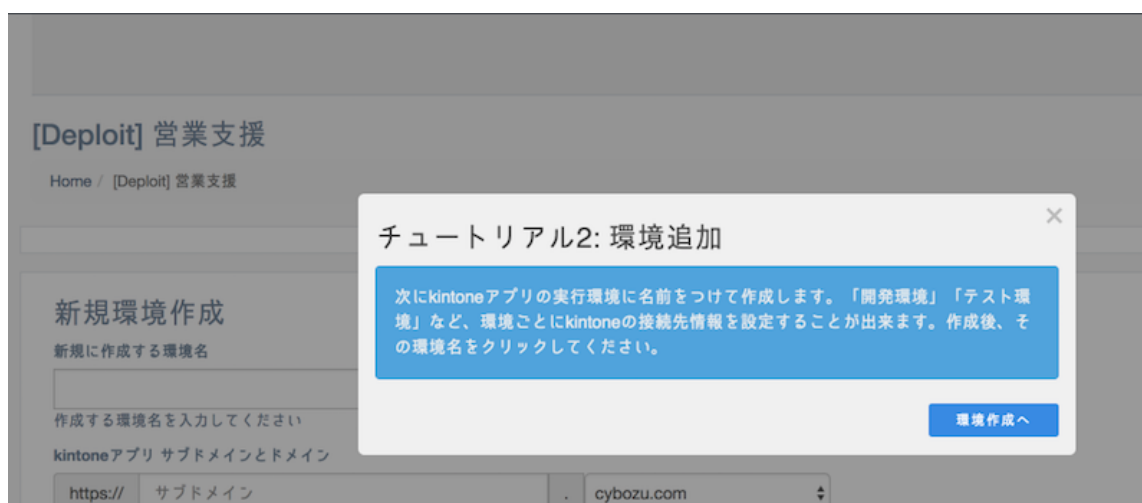 [Deploit] 営業支援
Home / [Deploit] 営業支援
×
チュートリアル2: 環境追加
次にkintoneアプリの実行環境に名前をつけて作成します。「開発環境」「テスト環
境」など、環境ごとにkintoneの接続先情報を設定することが出来ます。作成後、そ
の環境名をクリックしてください。
環境作成へ
新規環境作成
新規に作成する環境名
作成する環境名を入力してください
kintoneアプリ サブドメインとドメイン
https:// サブドメイン . cybozu.com